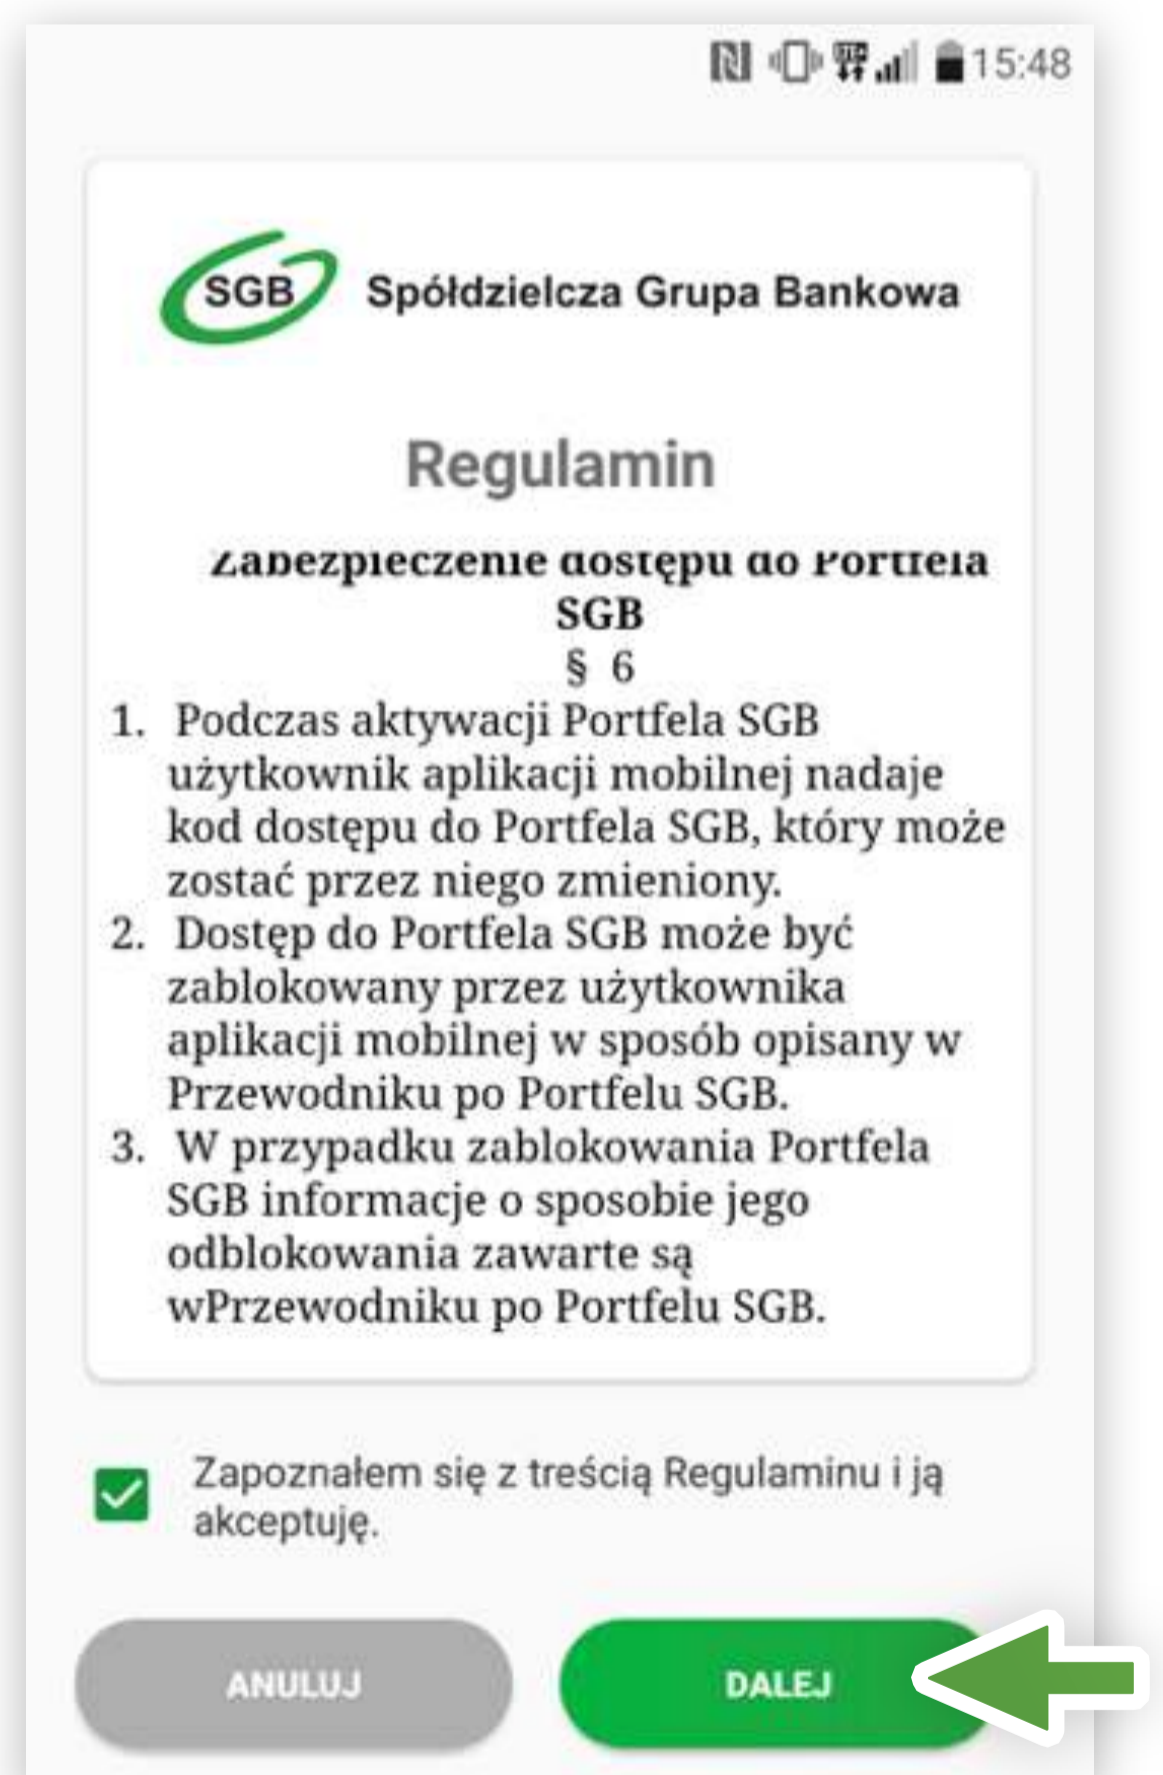 15:48
SGB Spółdzielcza Grupa Bankowa
Regulamin
Zabezpieczenie dostępu do Portfela
SGB
§ 6
1. Podczas aktywacji Portfela SGB
użytkownik aplikacji mobilnej nadaje
kod dostępu do Portfela SGB, który może
zostać przez niego zmieniony.
2. Dostęp do Portfela SGB może być
zablokowany przez użytkownika
aplikacji mobilnej w sposób opisany w
Przewodniku po Portfelu SGB.
3. W przypadku zablokowania Portfela
SGB informacje o sposobie jego
odblokowania zawarte są
wPrzewodniku po Portfelu SGB.
Zapoznałem się z treścią Regulaminu i ją
akceptuję.
ANULUJ
DALEJ